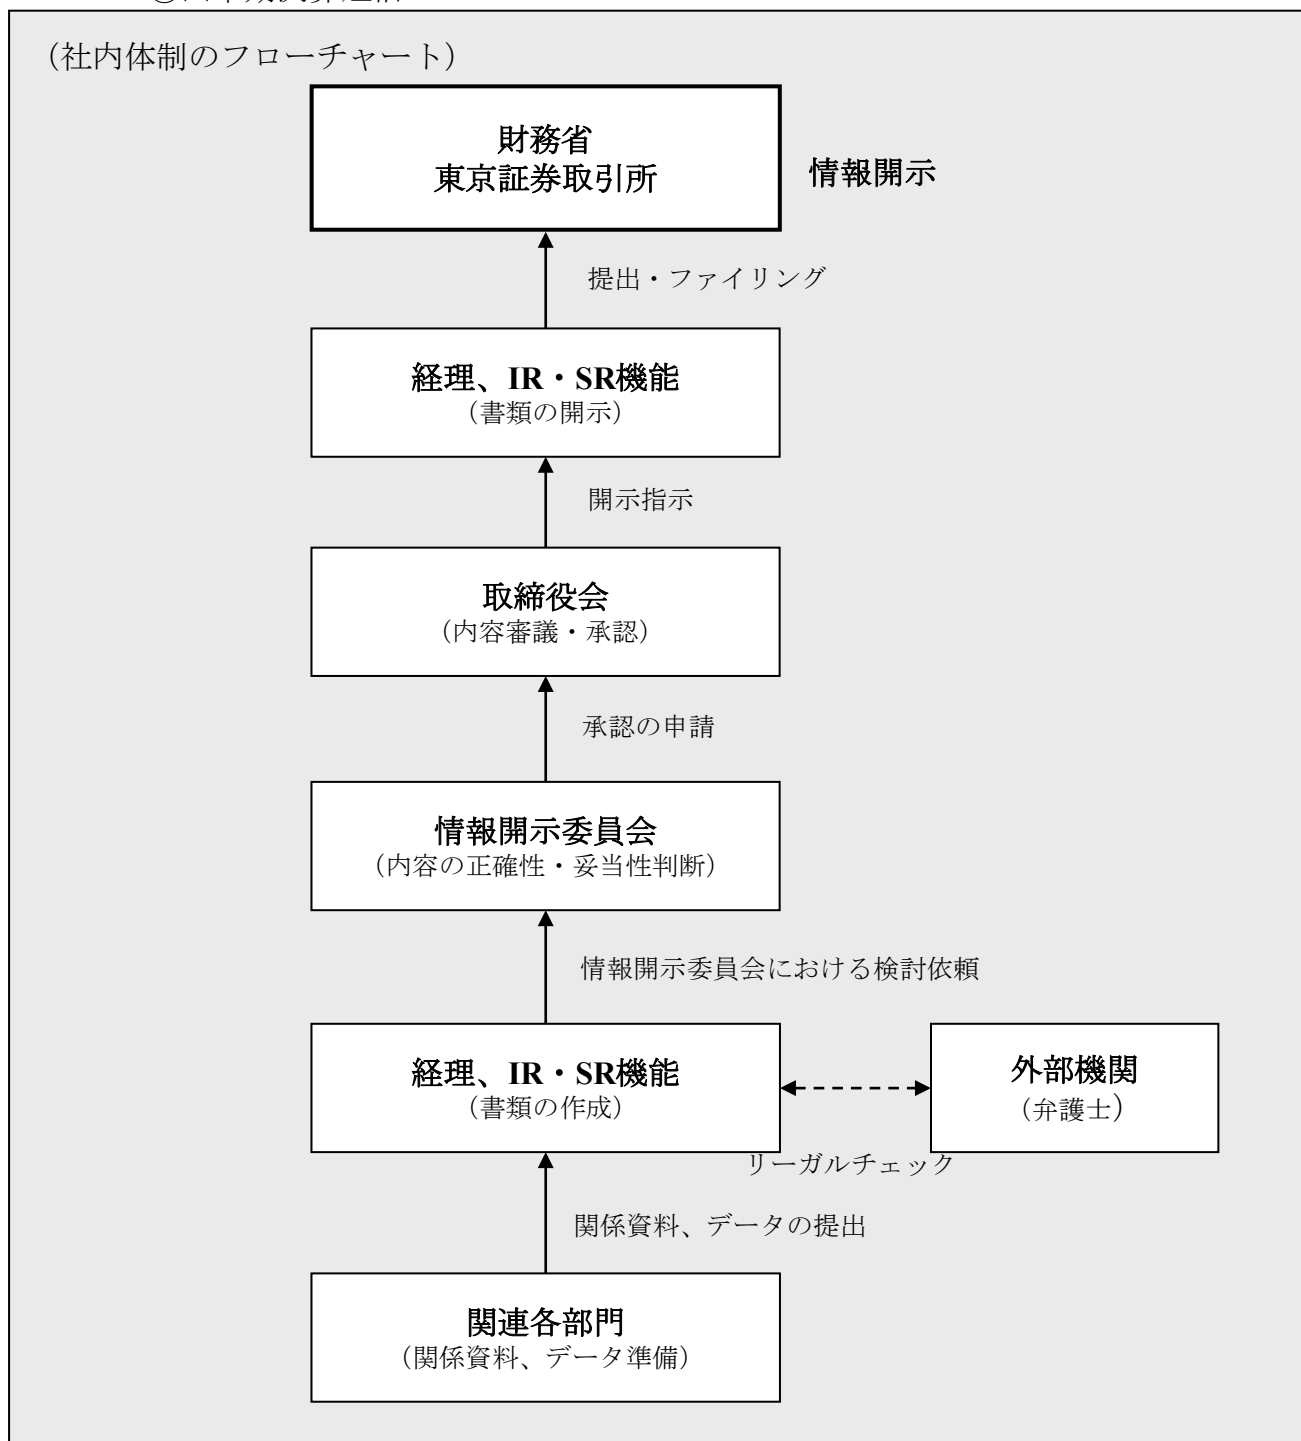 (社内体制のフローチャート)
財務省
東京証券取引所
情報開示
提出・ファイリング
経理、IR・SR機能
(書類の開示)
開示指示
取締役会
(内容審議・承認)
承認の申請
情報開示委員会
(内容の正確性・妥当性判断)
情報開示委員会における検討依頼
経理、IR・SR機能
(書類の作成)
外部機関
(弁護士)
リーガルチェック
関係資料、データの提出
関連各部門
(関係資料、データ準備)